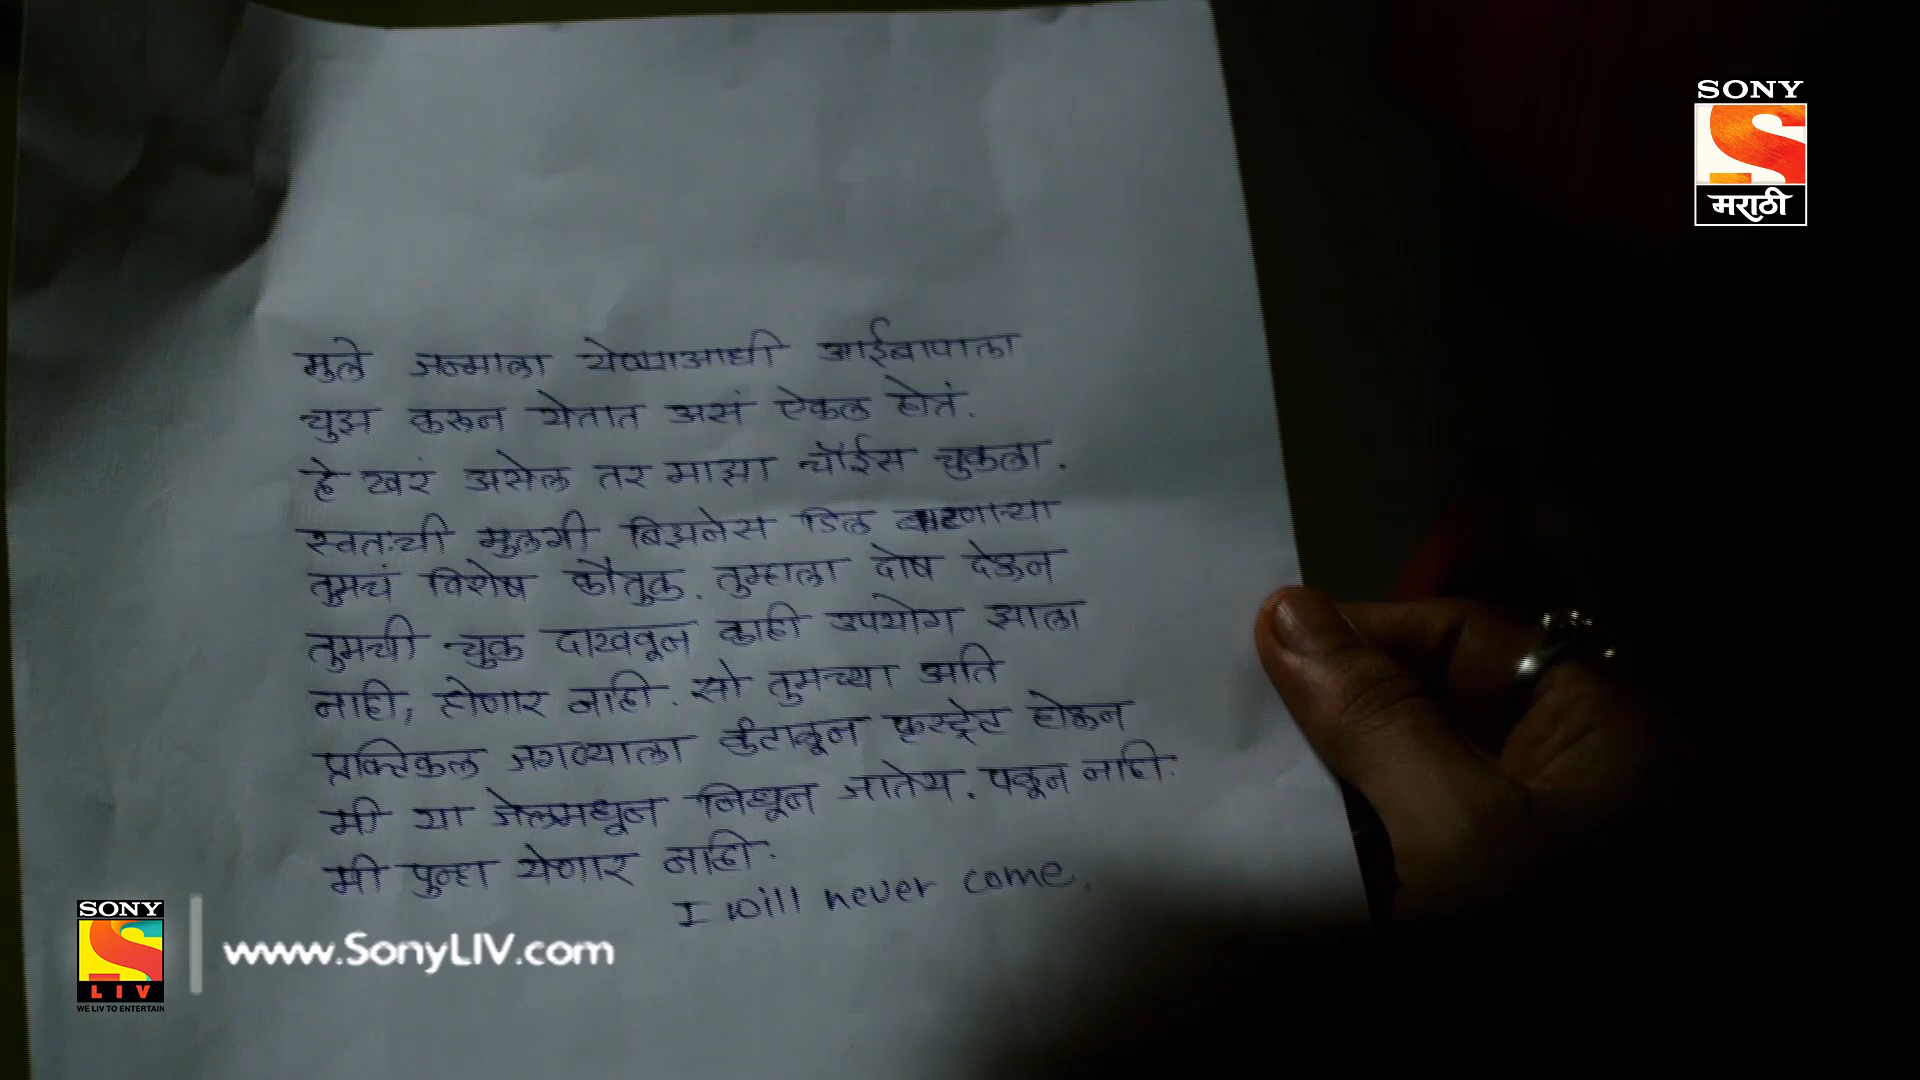 SONY
मराठी
मुले जन्माला येण्याआधी आईबापाला
चुझ करून येतात असं ऐकल होतं.
हे खरं असेल तर माझा चॉईस चुकला.
स्वतःची मुलगी बिझनेस डिल वाटणाऱ्या
तुमचं विशेष कौतुक. तुम्हाला दोष देऊन
तुमची चुक दाखवून काही उपयोग झाला
नाही, होणार नाही. सो तुमच्या अति
प्रक्टिकल जगण्याला कंटाळून फ्रस्ट्रेट होऊन
मी या जेलमधून निघून जातेय. पळून नाही.
मी पुन्हा येणार नाही.
I will never come.
SONY
LIV
WE LIV TO ENTERTAIN
www.SonyLIV.com